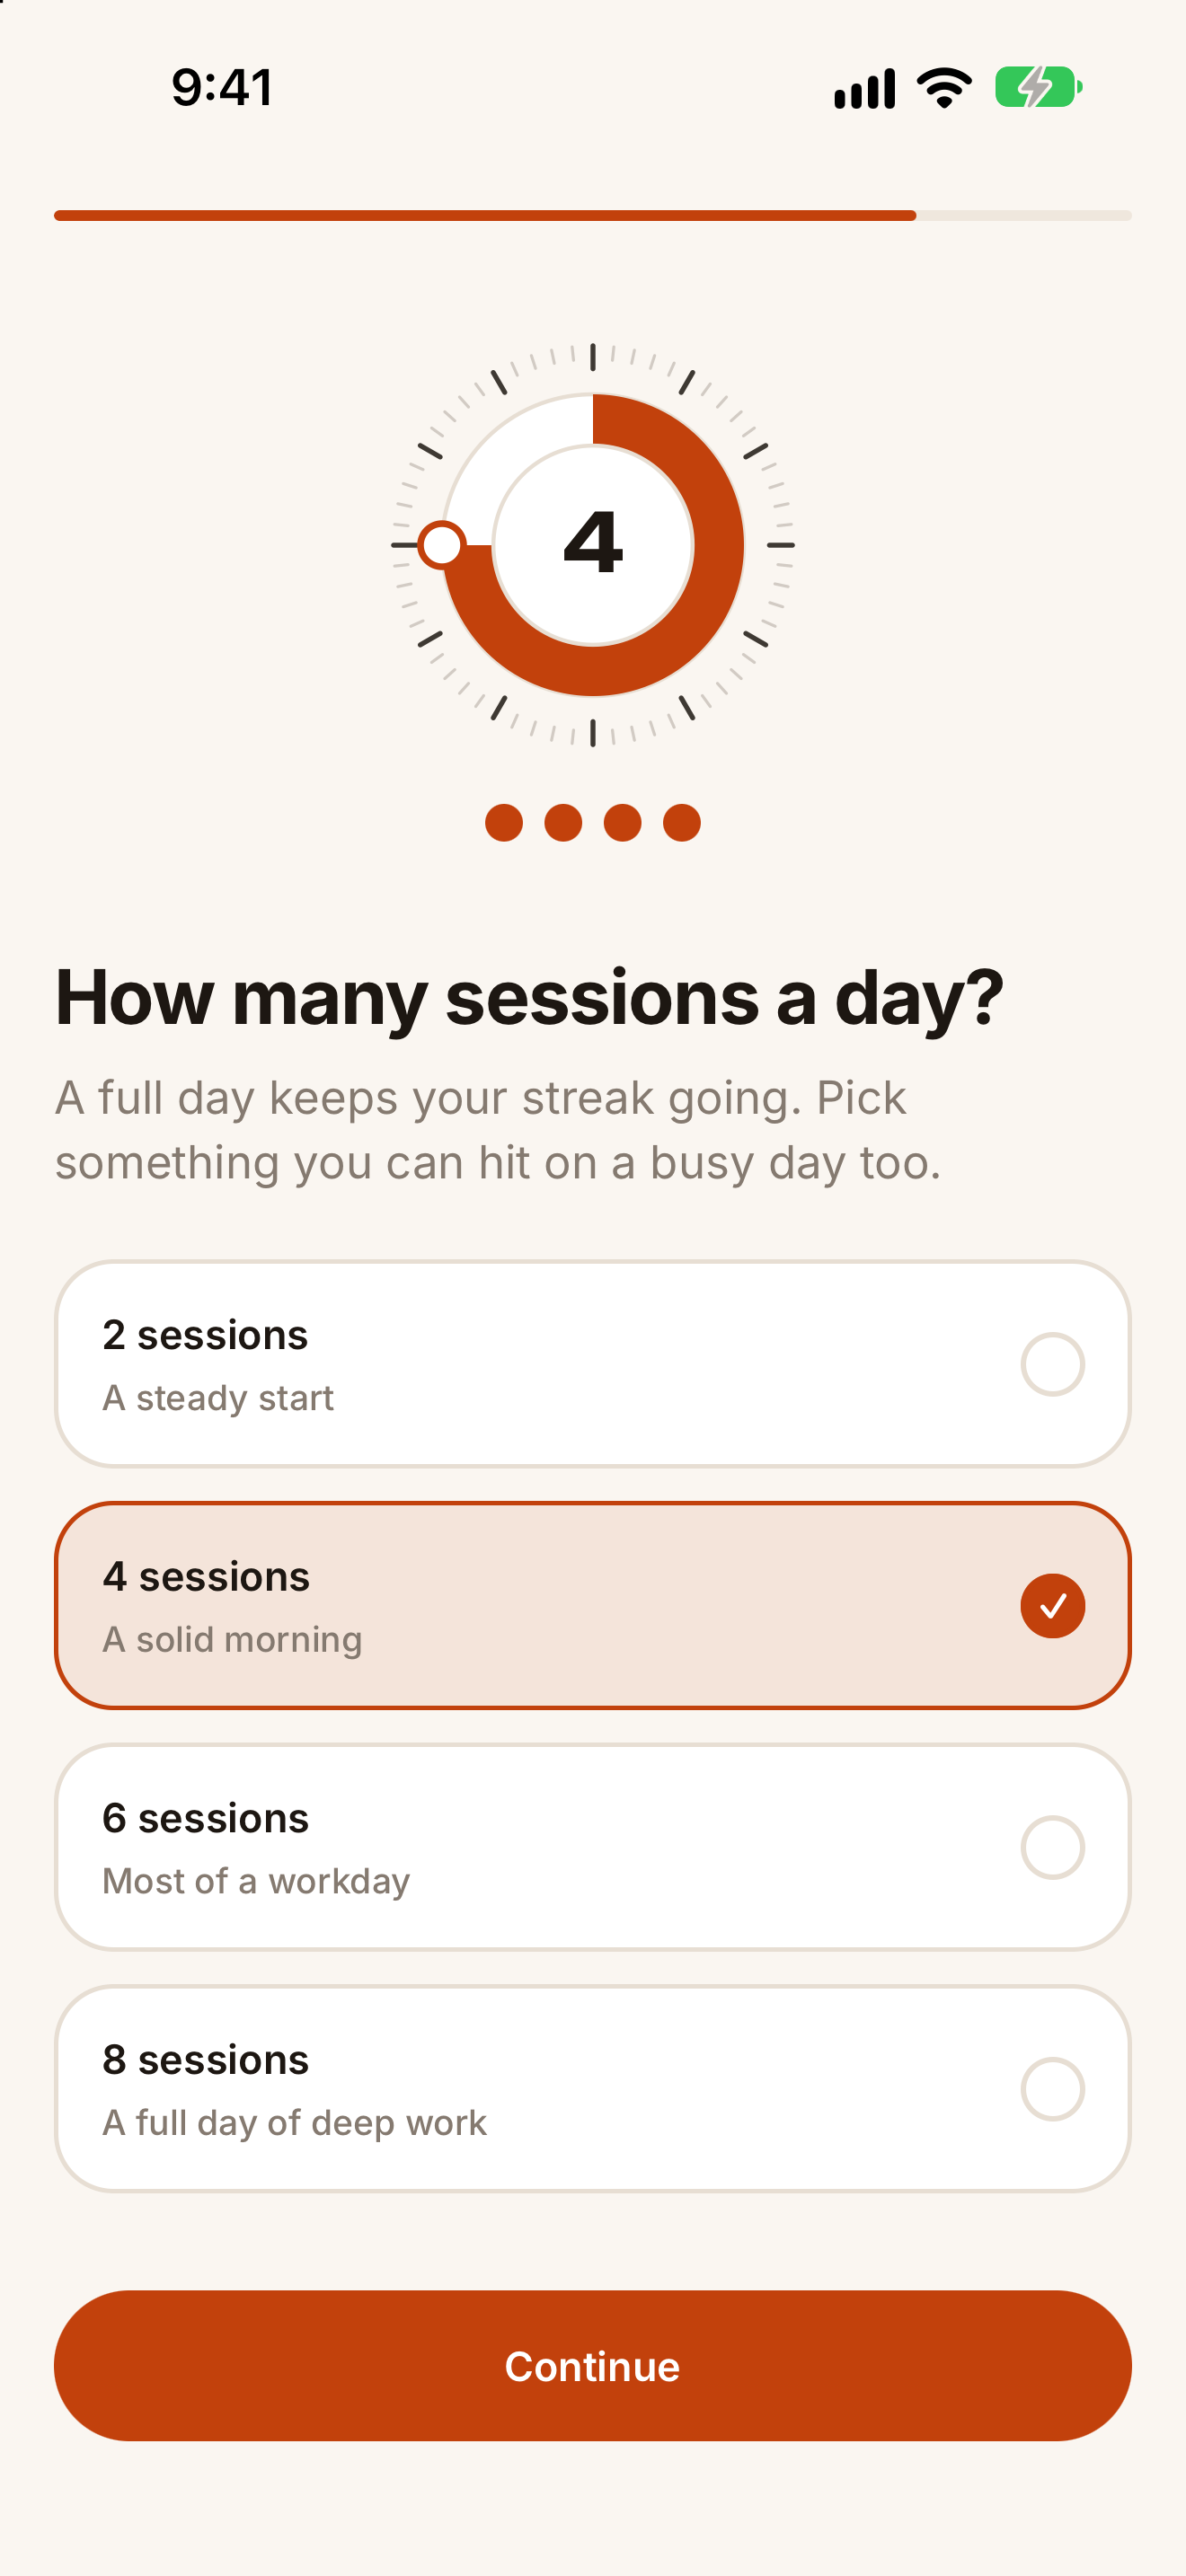 9:41
4
How many sessions a day?
A full day keeps your streak going. Pick
something you can hit on a busy day too.
2 sessions
A steady start
4 sessions
A solid morning
6 sessions
Most of a workday
8 sessions
A full day of deep work
Continue